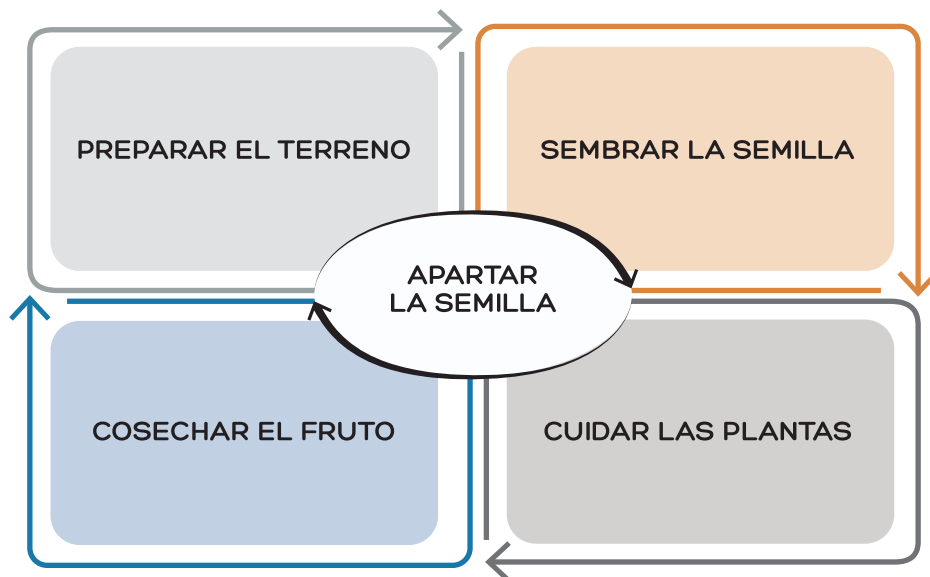 PREPARAR EL TERRENO
SEMBRAR LA SEMILLA
APARTAR
LA SEMILLA
COSECHAR EL FRUTO
CUIDAR LAS PLANTAS